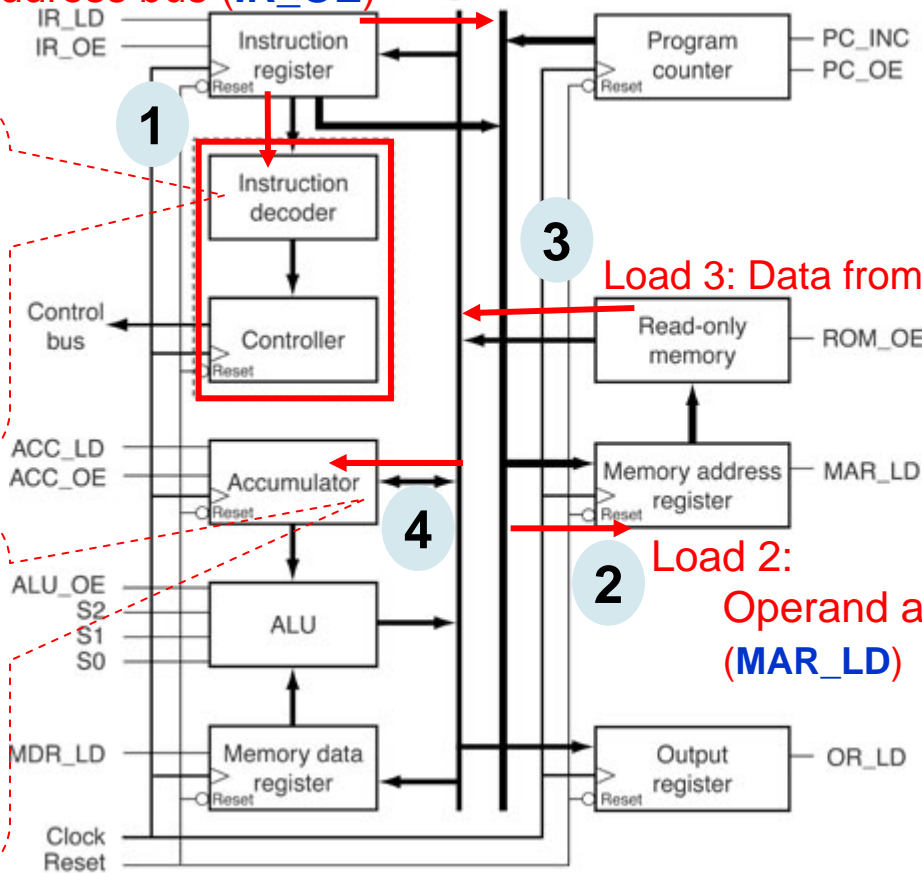 ddress bus (IR_OE)
IR_LD
IR_OE
Instruction
register
Reset
1
Instruction
decoder
Control
bus
Controller
Reset
ACC_LD
ACC_OE
Accumulator
Reset
4
ALU_OE
S2
S1
S0
ALU
MDR_LD
Memory data
register
Reset
Clock
Reset
Program
counter
Reset
PC_INC
PC_OE
3
Load 3: Data from
Read-only
memory
ROM_OE
Memory address
register
Reset
MAR_LD
2
Load 2:
Operand a
(MAR_LD)
Output
register
Reset
OR_LD